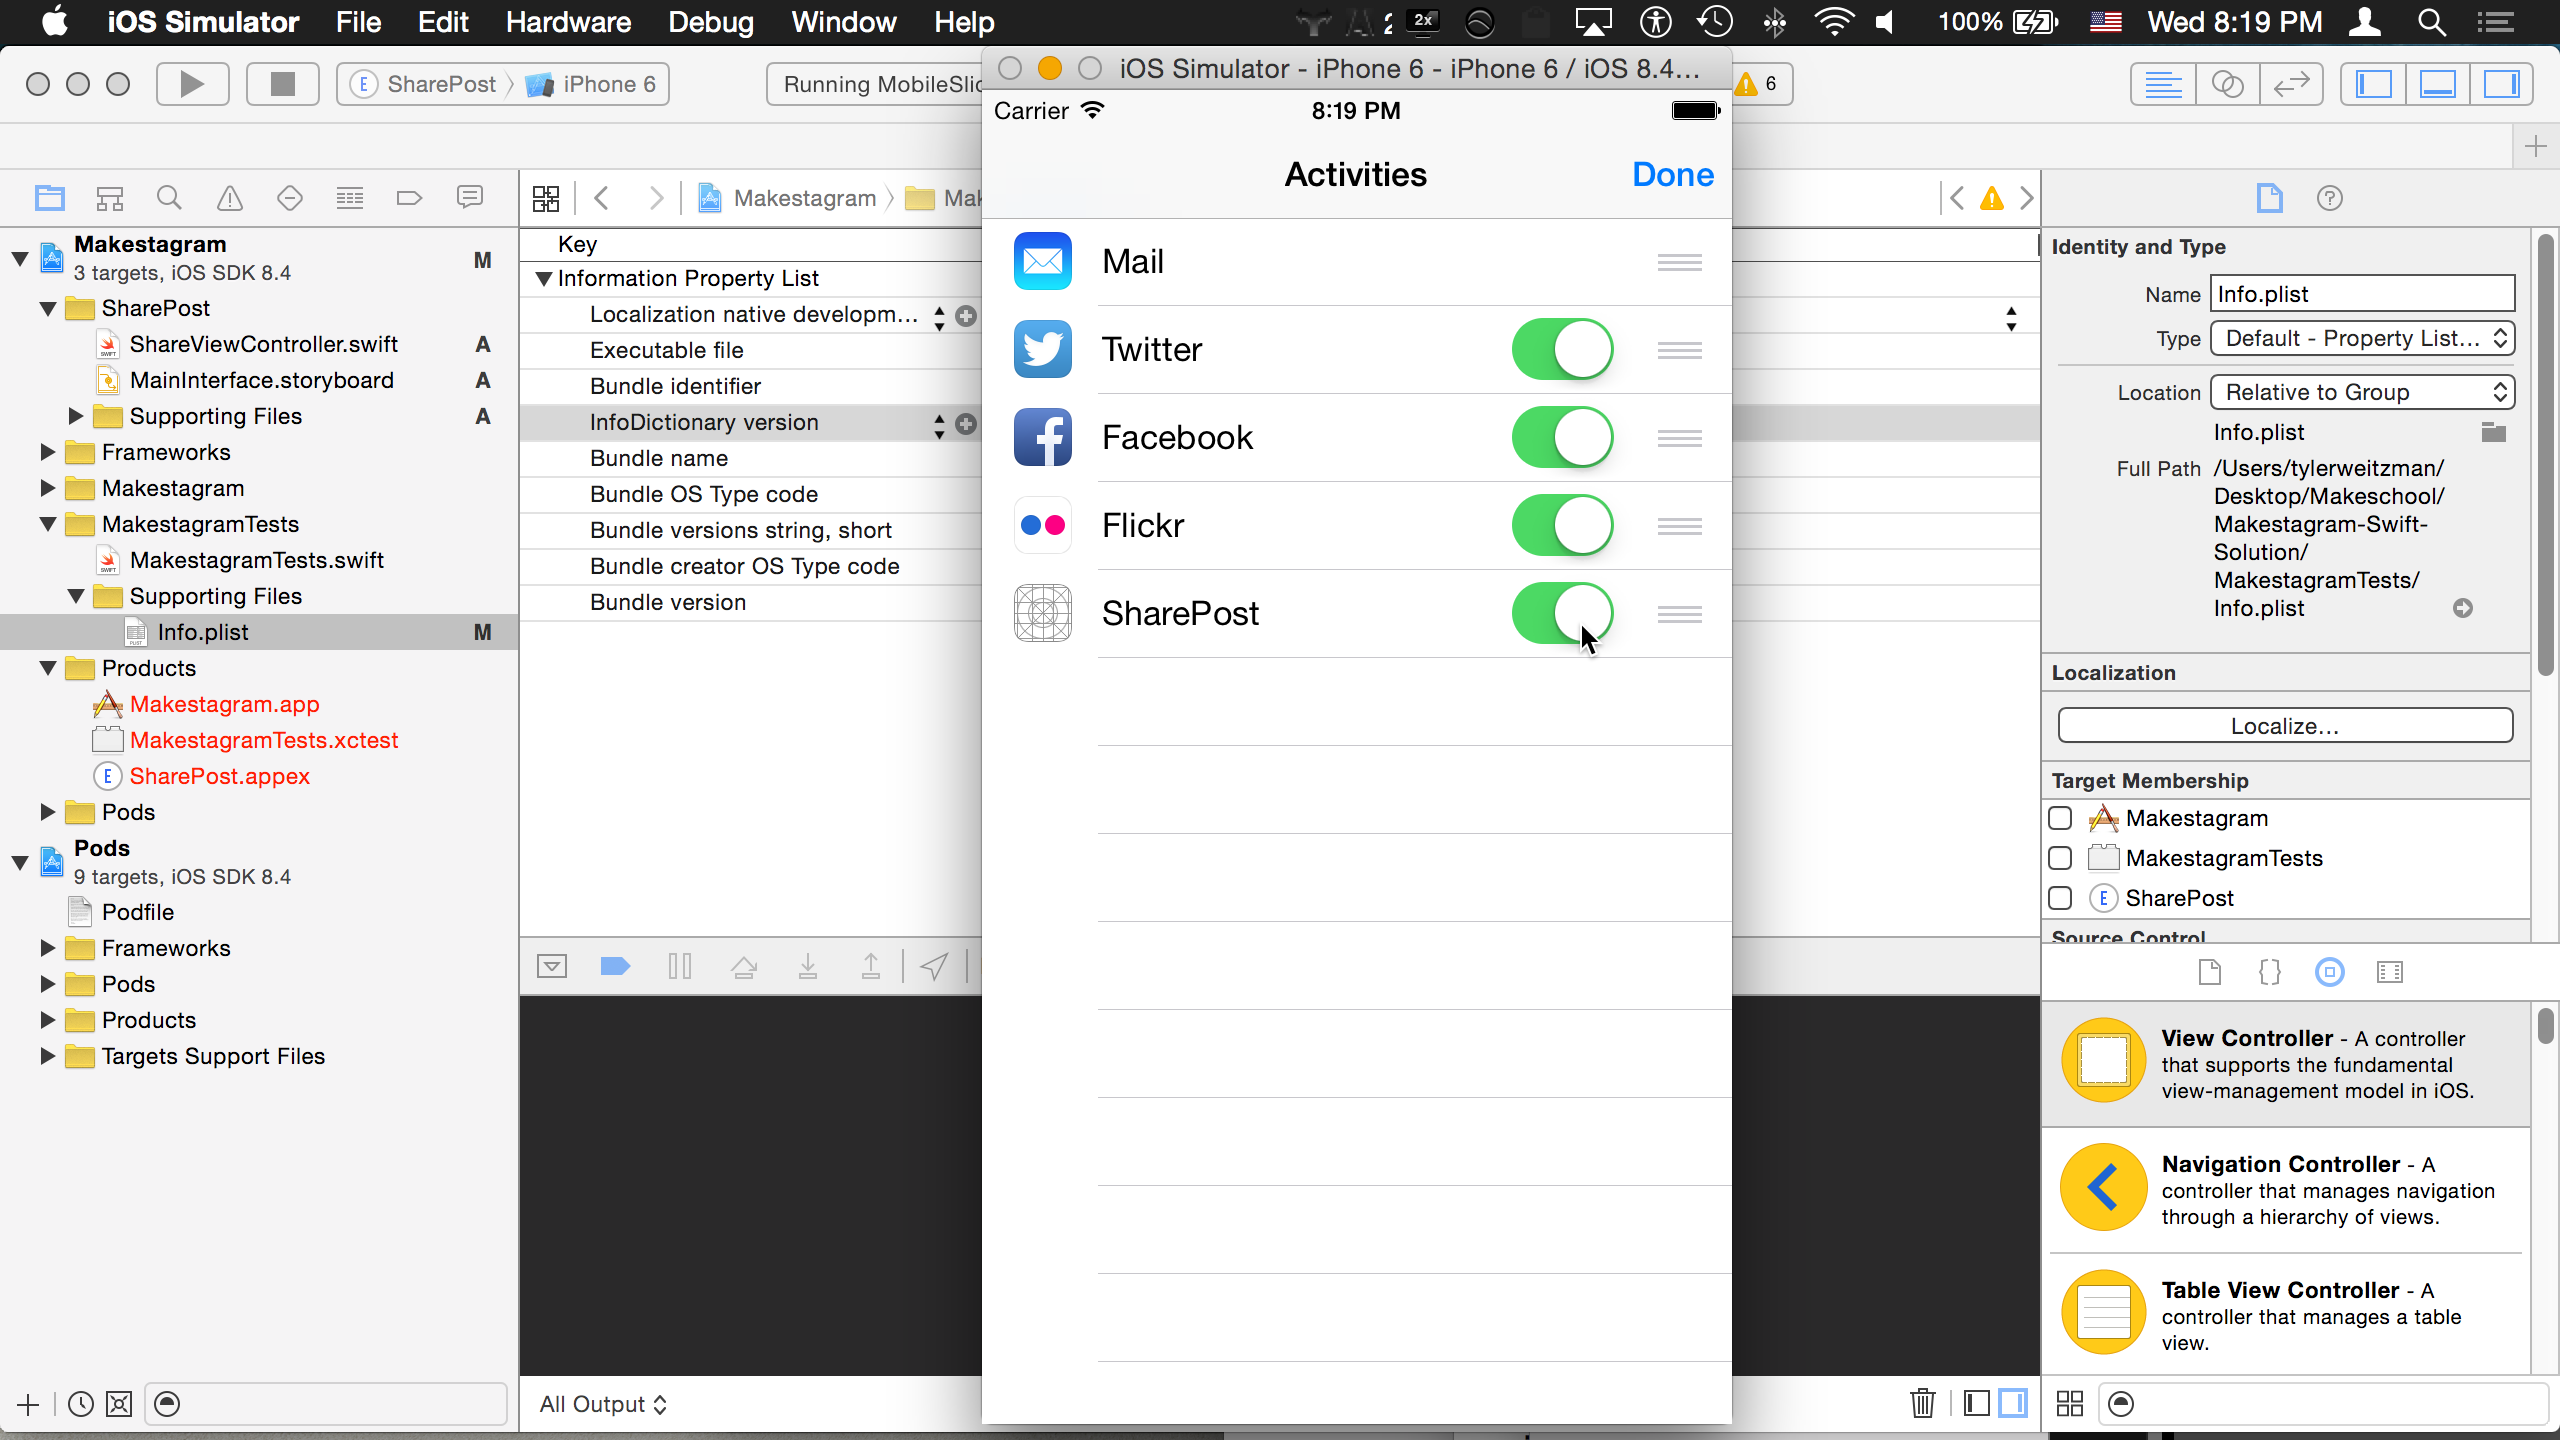 iOS Simulator File Edit Hardware Debug Window Help 2 2x 100% Wed 8:19 PM
SharePost iPhone 6 Running MobileSlid iOS Simulator - iPhone 6 - iPhone 6 / iOS 8.4... 6
Carrier 8:19 PM
Activities Done
Mail
Twitter
Facebook
Flickr
SharePost
Makestagram M
3 targets, iOS SDK 8.4
SharePost
ShareViewController.swift A
MainInterface.storyboard A
Supporting Files A
Frameworks
Makestagram
MakestagramTests
MakestagramTests.swift
Supporting Files
Info.plist M
Products
Makestagram.app
MakestagramTests.xctest
E SharePost.appex
Pods
Pods
9 targets, iOS SDK 8.4
Podfile
Frameworks
Pods
Products
Targets Support Files
Makestagram Mak
Key
Information Property List
Localization native developm...
Executable file
Bundle identifier
InfoDictionary version
Bundle name
Bundle OS Type code
Bundle versions string, short
Bundle creator OS Type code
Bundle version
All Output
Identity and Type
Name Info.plist
Type Default - Property List...
Location Relative to Group
Info.plist
Full Path /Users/tylerweitzman/
Desktop/Makeschool/
Makestagram-Swift-
Solution/
MakestagramTests/
Info.plist
Localization
Localize...
Target Membership
Makestagram
MakestagramTests
E SharePost
Source Control
View Controller - A controller
that supports the fundamental
view-management model in iOS.
Navigation Controller - A
controller that manages navigation
through a hierarchy of views.
Table View Controller - A
controller that manages a table
view.